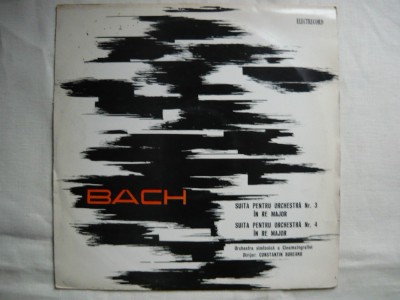 ELECTRECORD
BACH
SUITA PENTRU ORCHESTRĂ Nr. 3
ÎN RE MAJOR
SUITA PENTRU ORCHESTRĂ Nr. 4
ÎN RE MAJOR
Orchestra simfonică a Cinematografiei
Dirijor: CONSTANTIN BUGEANU